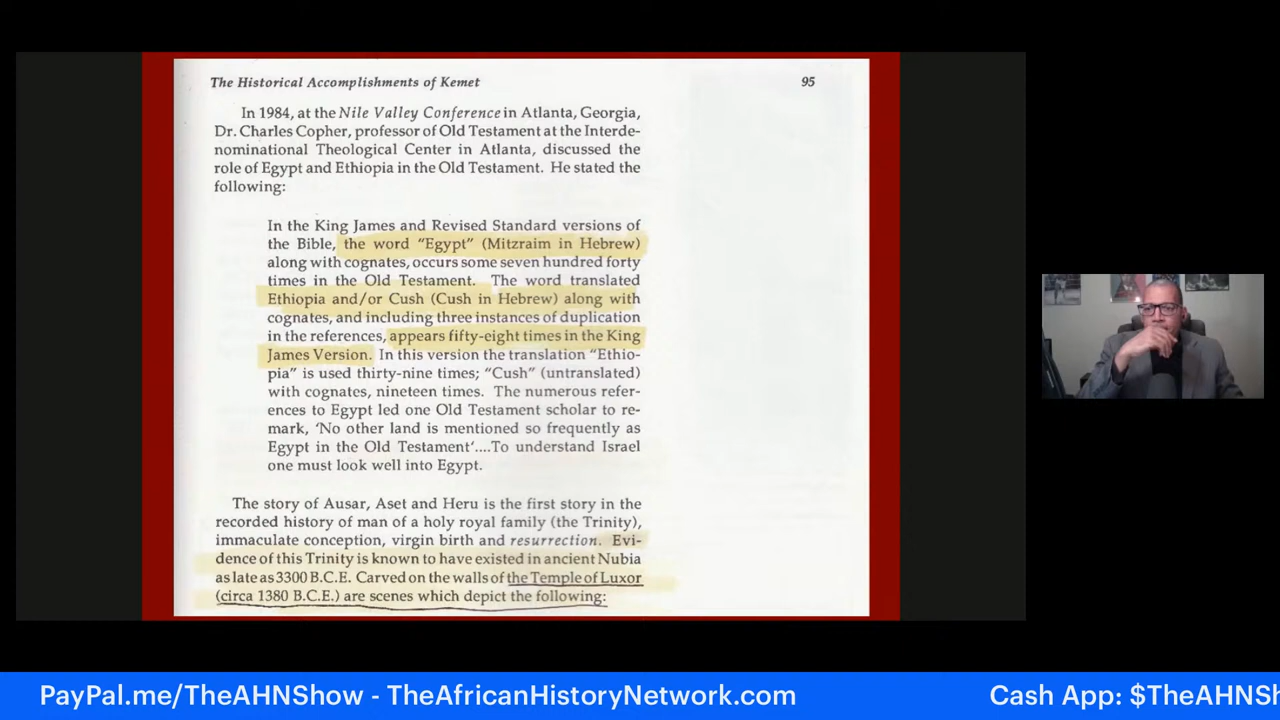 The Historical Accomplishments of Kemet 95
In 1984, at the Nile Valley Conference in Atlanta, Georgia,
Dr. Charles Copher, professor of Old Testament at the Interde-
nominational Theological Center in Atlanta, discussed the
role of Egypt and Ethiopia in the Old Testament. He stated the
following:
In the King James and Revised Standard versions of
the Bible, the word “Egypt” (Mitzraim in Hebrew)
along with cognates, occurs some seven hundred forty
times in the Old Testament. The word translated
Ethiopia and/or Cush (Cush in Hebrew) along with
cognates, and including three instances of duplication
in the references, appears fifty-eight times in the King
James Version. In this version the translation “Ethio-
pia” is used thirty-nine times; “Cush” (untranslated)
with cognates, nineteen times. The numerous refer-
ences to Egypt led one Old Testament scholar to re-
mark, ‘No other land is mentioned so frequently as
Egypt in the Old Testament’....To understand Israel
one must look well into Egypt.
The story of Ausar, Aset and Heru is the first story in the
recorded history of man of a holy royal family (the Trinity),
immaculate conception, virgin birth and resurrection. Evi-
dence of this Trinity is known to have existed in ancient Nubia
as late as 3300 B.C.E. Carved on the walls of the Temple of Luxor
(circa 1380 B.C.E.) are scenes which depict the following:
PayPal.me/TheAHNShow - TheAfricanHistoryNetwork.com Cash App: $TheAHNSh